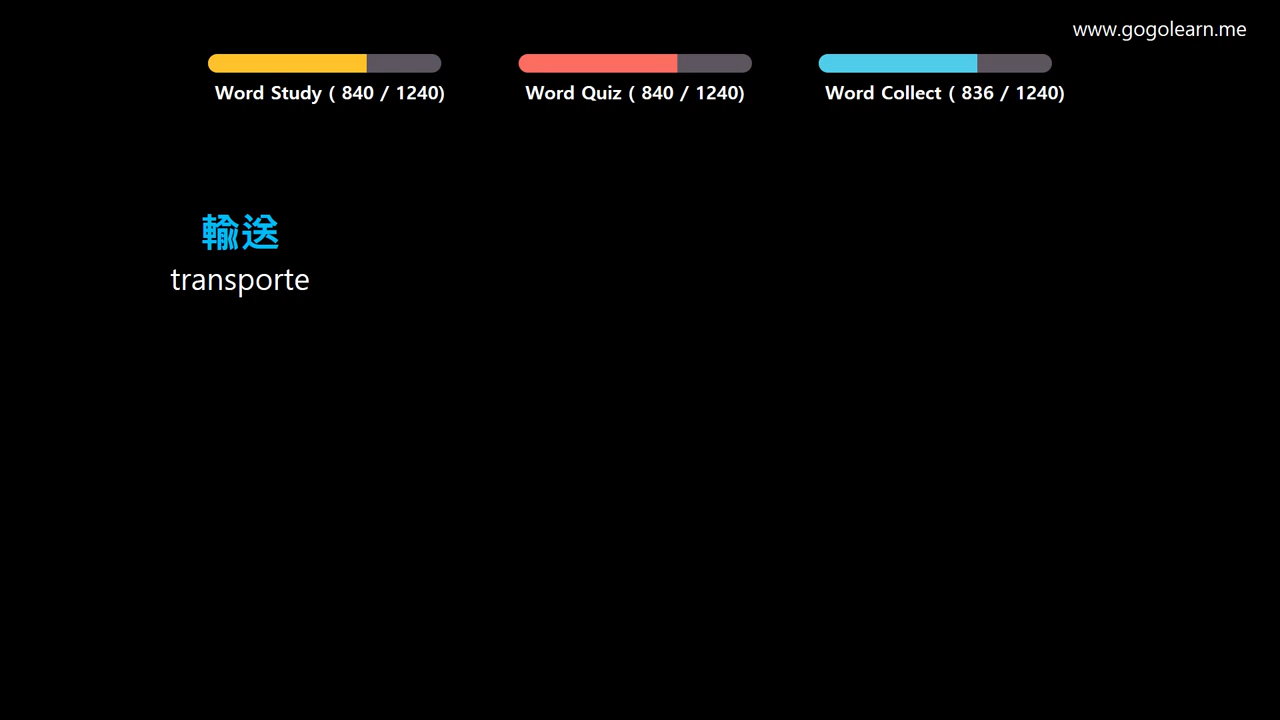 www.gogolearn.me
Word Study ( 840 / 1240)
Word Quiz ( 840 / 1240)
Word Collect ( 836 / 1240)
輸送
transporte